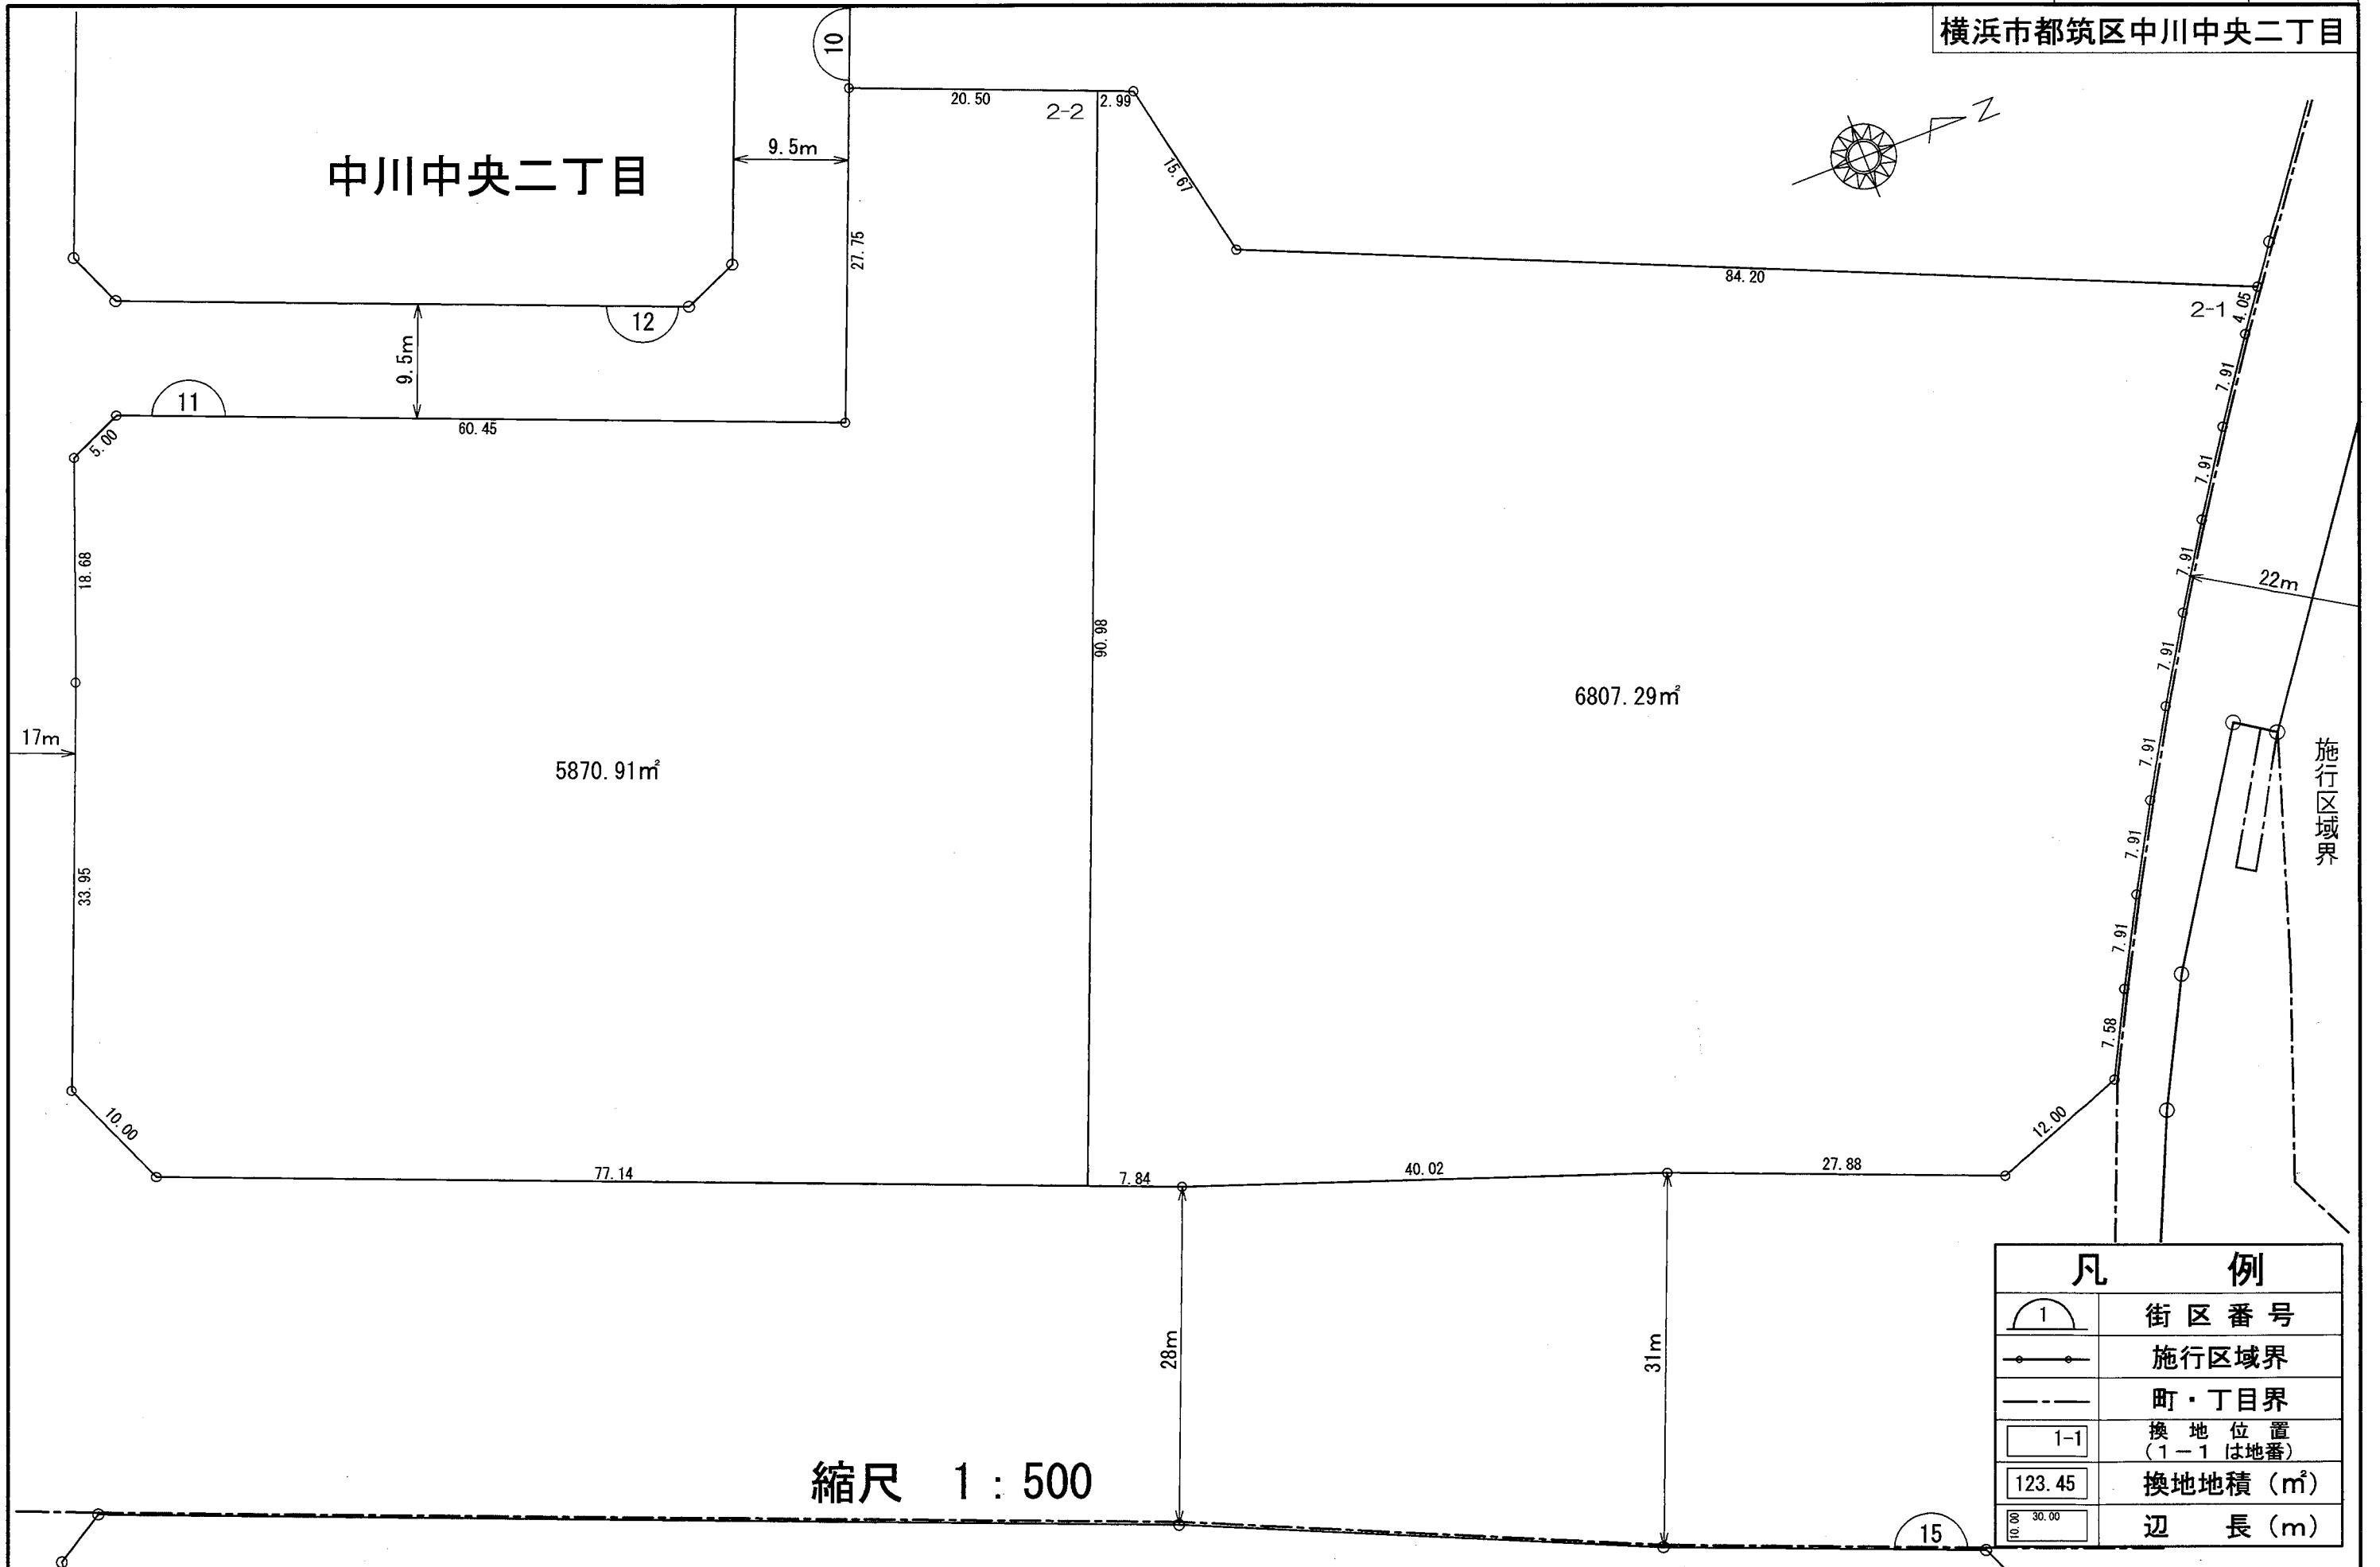 横浜市都筑区中川中央二丁目
10
20.50
2-2
2.99
N
中川中央二丁目
9.5m
15.67
27.75
84.20
2-1
4.05
12
9.5m
7.91
11
60.45
5.00
7.91
18.68
7.91
22m
90.98
7.91
6807.29㎡
17m
5870.91㎡
7.91
施行区域界
7.91
33.95
7.91
7.58
10.00
12.00
77.14
7.84
40.02
27.88
28m
31m
縮尺 1:500
15
凡 例
1 街区番号
施行区域界
町・丁目界
1-1 換地位置
(1-1 は地番)
123.45 換地地積(㎡)
10.00 30.00 辺 長(m)